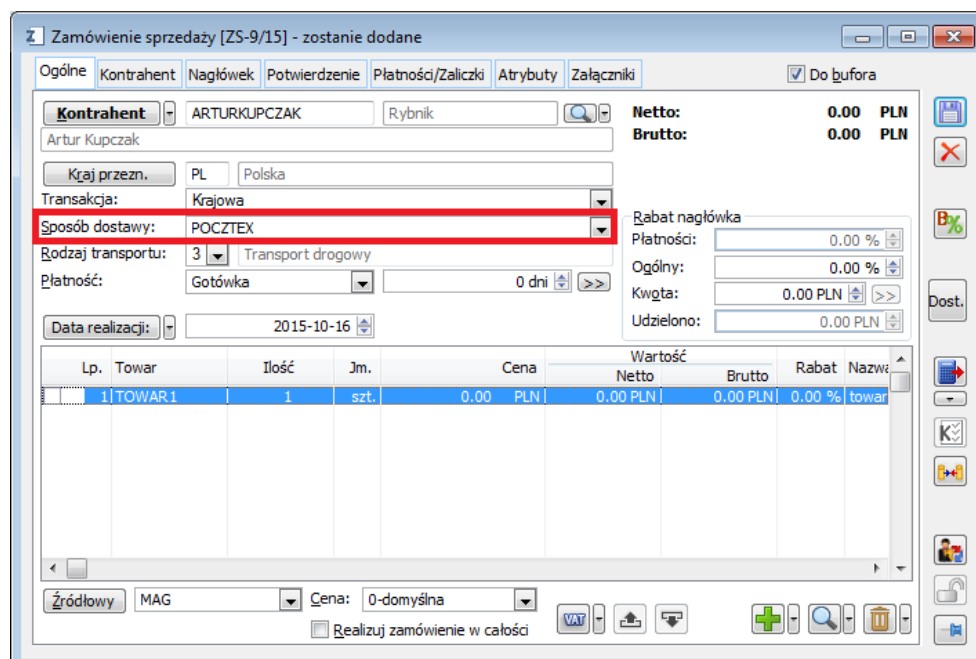 Zamówienie sprzedaży [ZS-9/15] - zostanie dodane
Ogólne Kontrahent Nagłówek Potwierdzenie Płatności/Zaliczki Atrybuty Załączniki Do bufora
Kontrahent ARTURKUPCZAK Rybnik Netto: 0.00 PLN
Artur Kupczak Brutto: 0.00 PLN
Kraj przezn. PL Polska
Transakcja: Krajowa
Sposób dostawy: POCZTEX
Rodzaj transportu: 3 Transport drogowy
Płatność: Gotówka 0 dni >>
Data realizacji: 2015-10-16
Rabat nagłówka
Płatności: 0.00 %
Ogólny: 0.00 %
Kwota: 0.00 PLN >>
Udzielono: 0.00 PLN
B%
Dost.
Lp. Towar Ilość Jm. Cena Wartość Rabat Nazwa
Netto Brutto
1 TOWAR1 1 szt. 0.00 PLN 0.00 PLN 0.00 PLN 0.00 % towar
K
Źródłowy MAG Cena: 0-domyślna
Realizuj zamówienie w całości
VAT